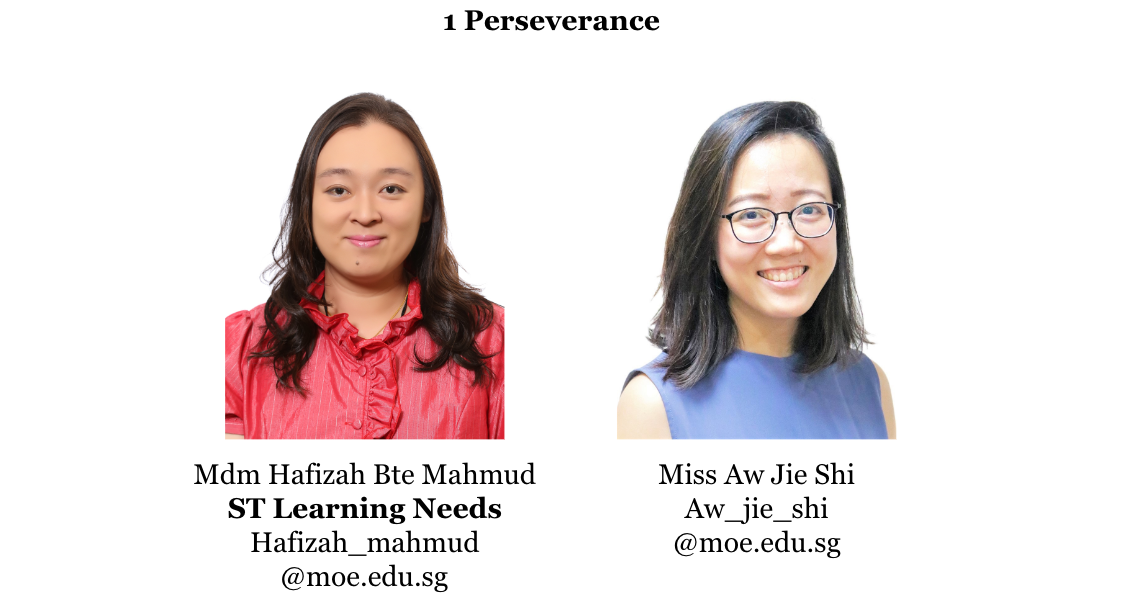 1 Perseverance
Mdm Hafizah Bte Mahmud
ST Learning Needs
Hafizah_mahmud
@moe.edu.sg
Miss Aw Jie Shi
Aw_jie_shi
@moe.edu.sg